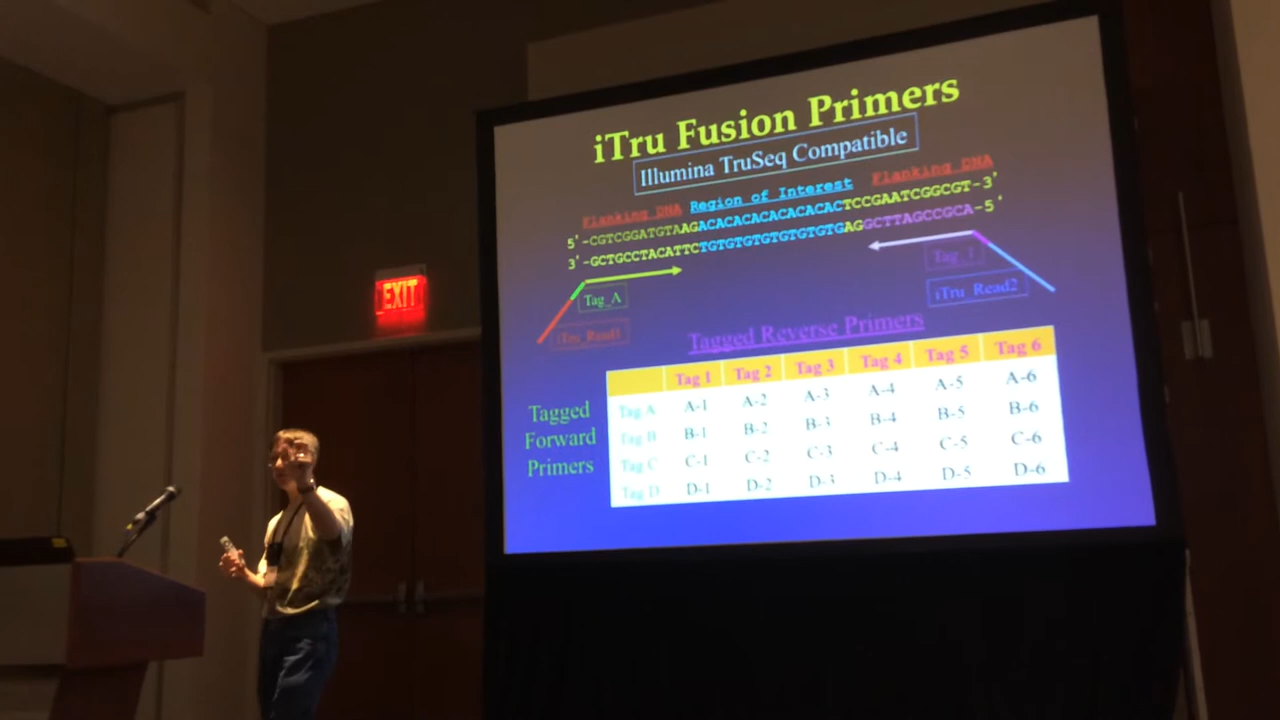 iTru Fusion Primers
Illumina TruSeq Compatible
Flanking DNA Region of Interest Flanking DNA
5'-CGTCGGATGTAAGACACACACACACACACTCCGAATCGGCGT-3'
3'-GCTGCCTACATTCTGTGTGTGTGTGTGTGAGGCTTAGCCGCA-5'
Tag_A
Tag_1
iTru_Read1
iTru_Read2
EXIT
Tagged Reverse Primers
Tag 1 Tag 2 Tag 3 Tag 4 Tag 5 Tag 6
Tagged Forward Primers
Tag A A-1 A-2 A-3 A-4 A-5 A-6
Tag B B-1 B-2 B-3 B-4 B-5 B-6
Tag C C-1 C-2 C-3 C-4 C-5 C-6
Tag D D-1 D-2 D-3 D-4 D-5 D-6